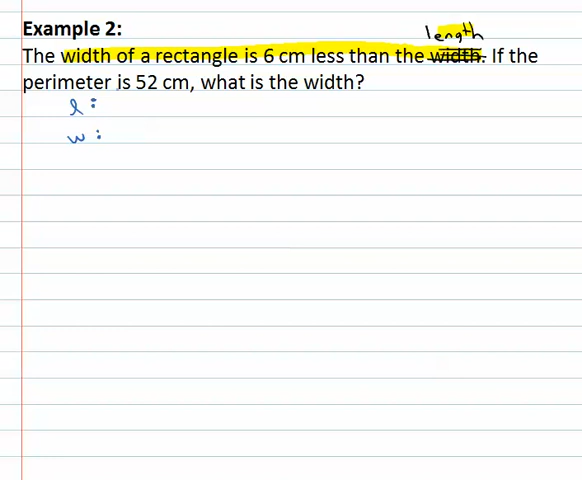 Example 2:
length
The width of a rectangle is 6 cm less than the width. If the
perimeter is 52 cm, what is the width?
l:
w: